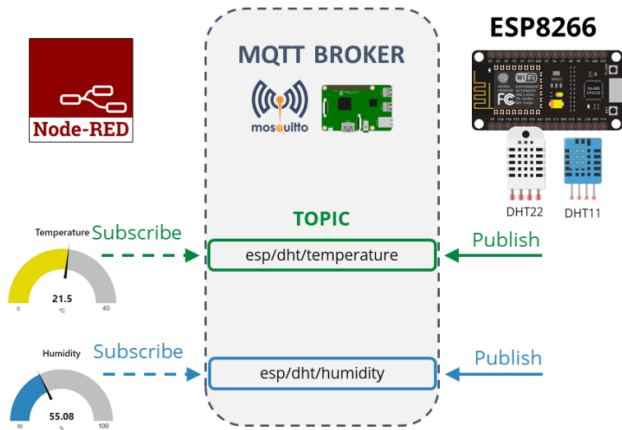 ESP8266
MQTT BROKER
Node-RED
mosquitto
DHT22
DHT11
TOPIC
Temperature
Subscribe
esp/dht/temperature
Publish
21.5
0
40
ºC
Humidity
Subscribe
esp/dht/humidity
Publish
55.08
30
100
%